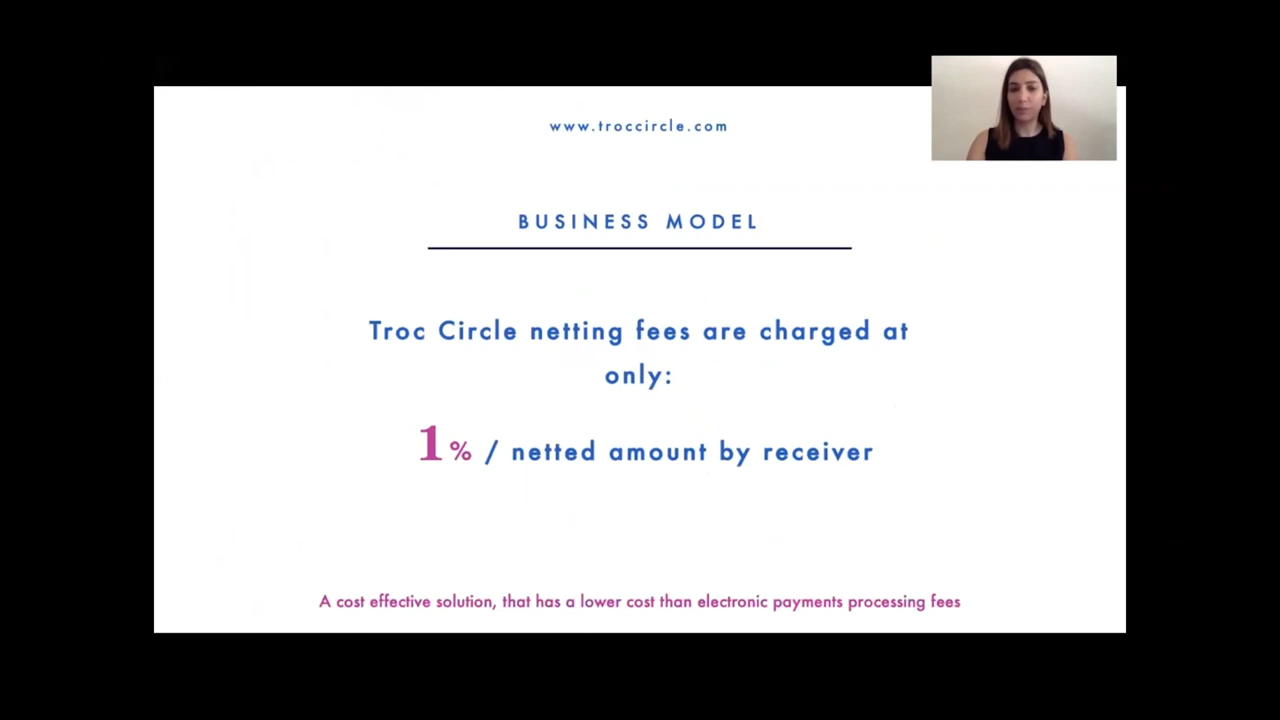 www.troccircle.com
BUSINESS MODEL
Troc Circle netting fees are charged at
only:
1% / netted amount by receiver
A cost effective solution, that has a lower cost than electronic payments processing fees